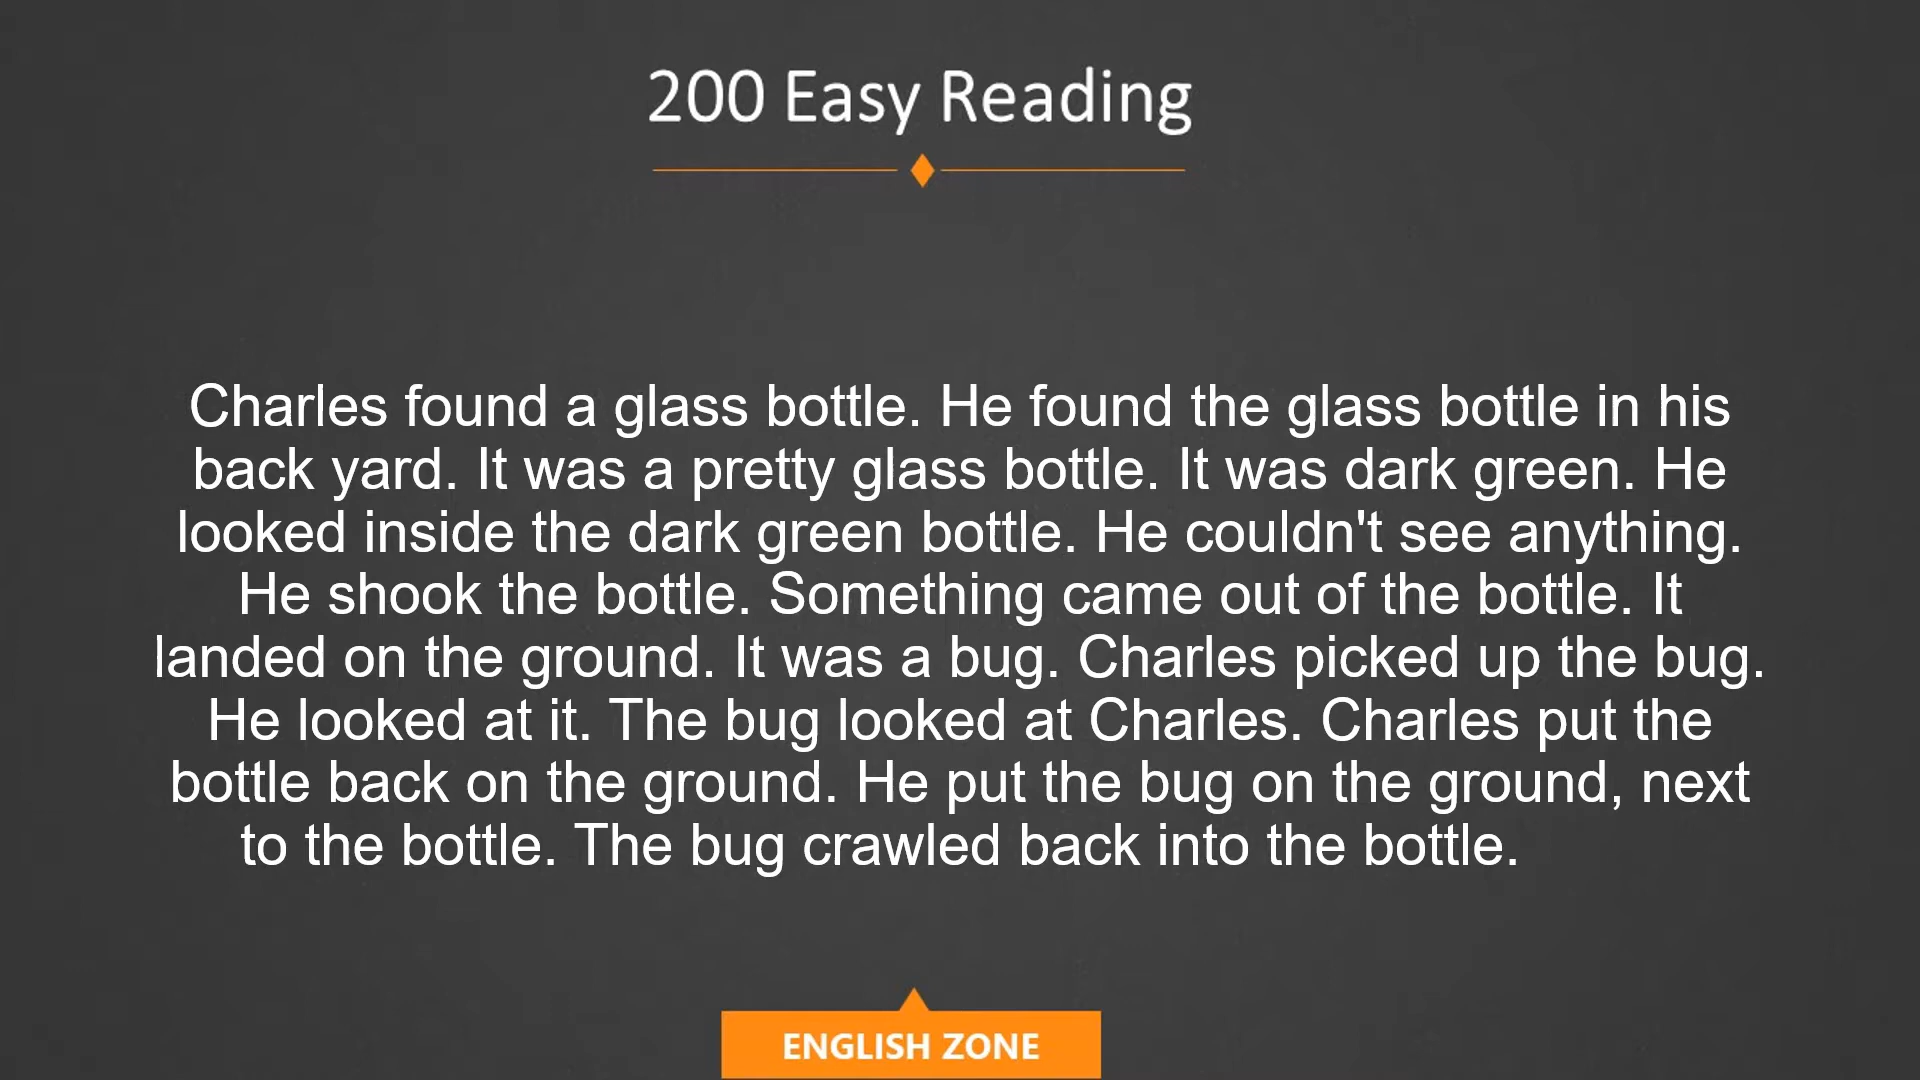 200 Easy Reading
Charles found a glass bottle. He found the glass bottle in his
back yard. It was a pretty glass bottle. It was dark green. He
looked inside the dark green bottle. He couldn't see anything.
He shook the bottle. Something came out of the bottle. It
landed on the ground. It was a bug. Charles picked up the bug.
He looked at it. The bug looked at Charles. Charles put the
bottle back on the ground. He put the bug on the ground, next
to the bottle. The bug crawled back into the bottle.
ENGLISH ZONE